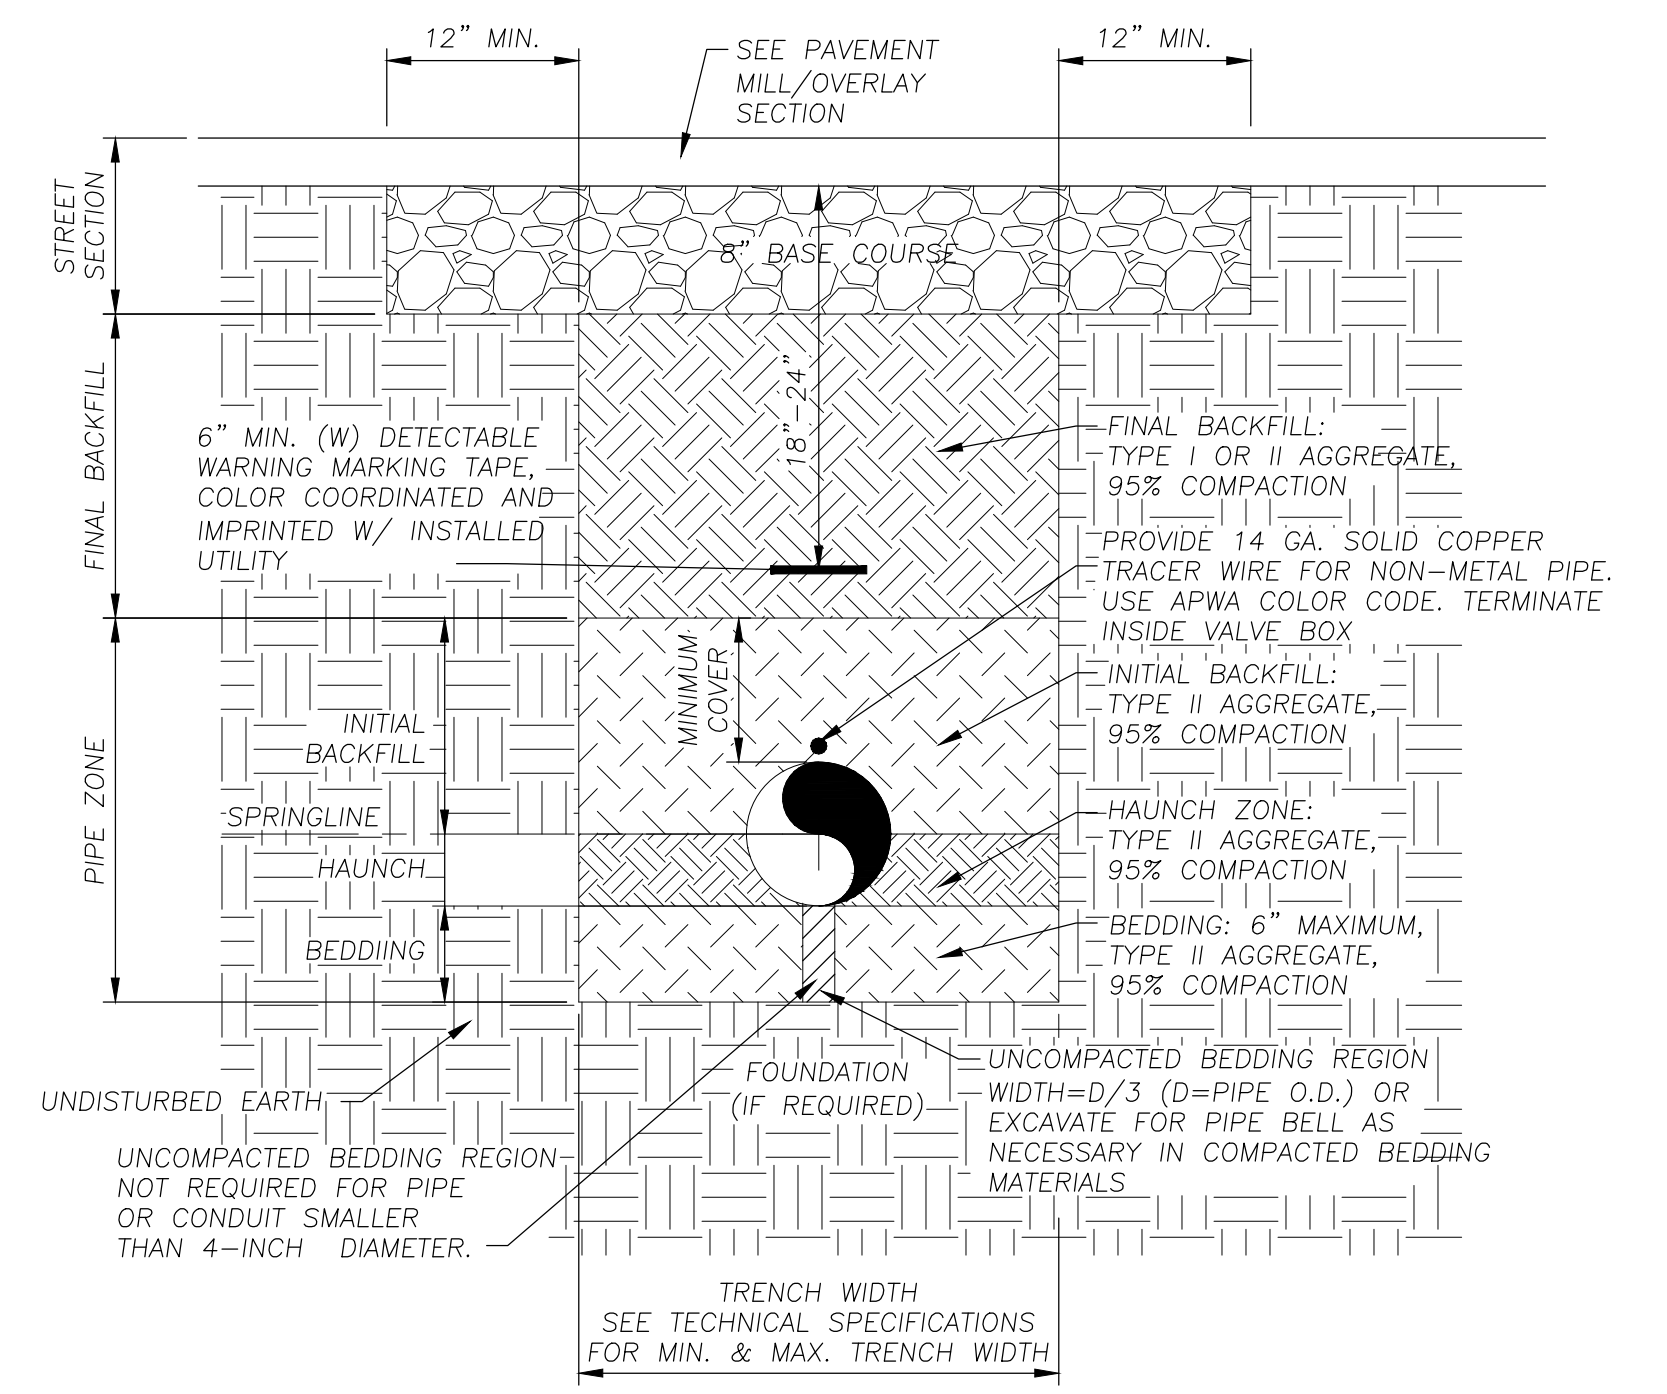 12” MIN.
SEE PAVEMENT
MILL/OVERLAY
SECTION
12” MIN.
STREET
SECTION
8” BASE COURSE
FINAL BACKFILL
18”-24”
6” MIN. (W) DETECTABLE
WARNING MARKING TAPE,
COLOR COORDINATED AND
IMPRINTED W/ INSTALLED
UTILITY
FINAL BACKFILL:
TYPE I OR II AGGREGATE,
95% COMPACTION
PROVIDE 14 GA. SOLID COPPER
TRACER WIRE FOR NON-METAL PIPE.
USE APWA COLOR CODE. TERMINATE
INSIDE VALVE BOX
MINIMUM
COVER
INITIAL BACKFILL:
TYPE II AGGREGATE,
95% COMPACTION
PIPE ZONE
INITIAL
BACKFILL
SPRINGLINE
HAUNCH
BEDDIING
HAUNCH ZONE:
TYPE II AGGREGATE,
95% COMPACTION
BEDDING: 6” MAXIMUM,
TYPE II AGGREGATE,
95% COMPACTION
UNDISTURBED EARTH
FOUNDATION
(IF REQUIRED)
UNCOMPACTED BEDDING REGION
WIDTH=D/3 (D=PIPE O.D.) OR
EXCAVATE FOR PIPE BELL AS
NECESSARY IN COMPACTED BEDDING
MATERIALS
UNCOMPACTED BEDDING REGION
NOT REQUIRED FOR PIPE
OR CONDUIT SMALLER
THAN 4-INCH DIAMETER.
TRENCH WIDTH
SEE TECHNICAL SPECIFICATIONS
FOR MIN. & MAX. TRENCH WIDTH